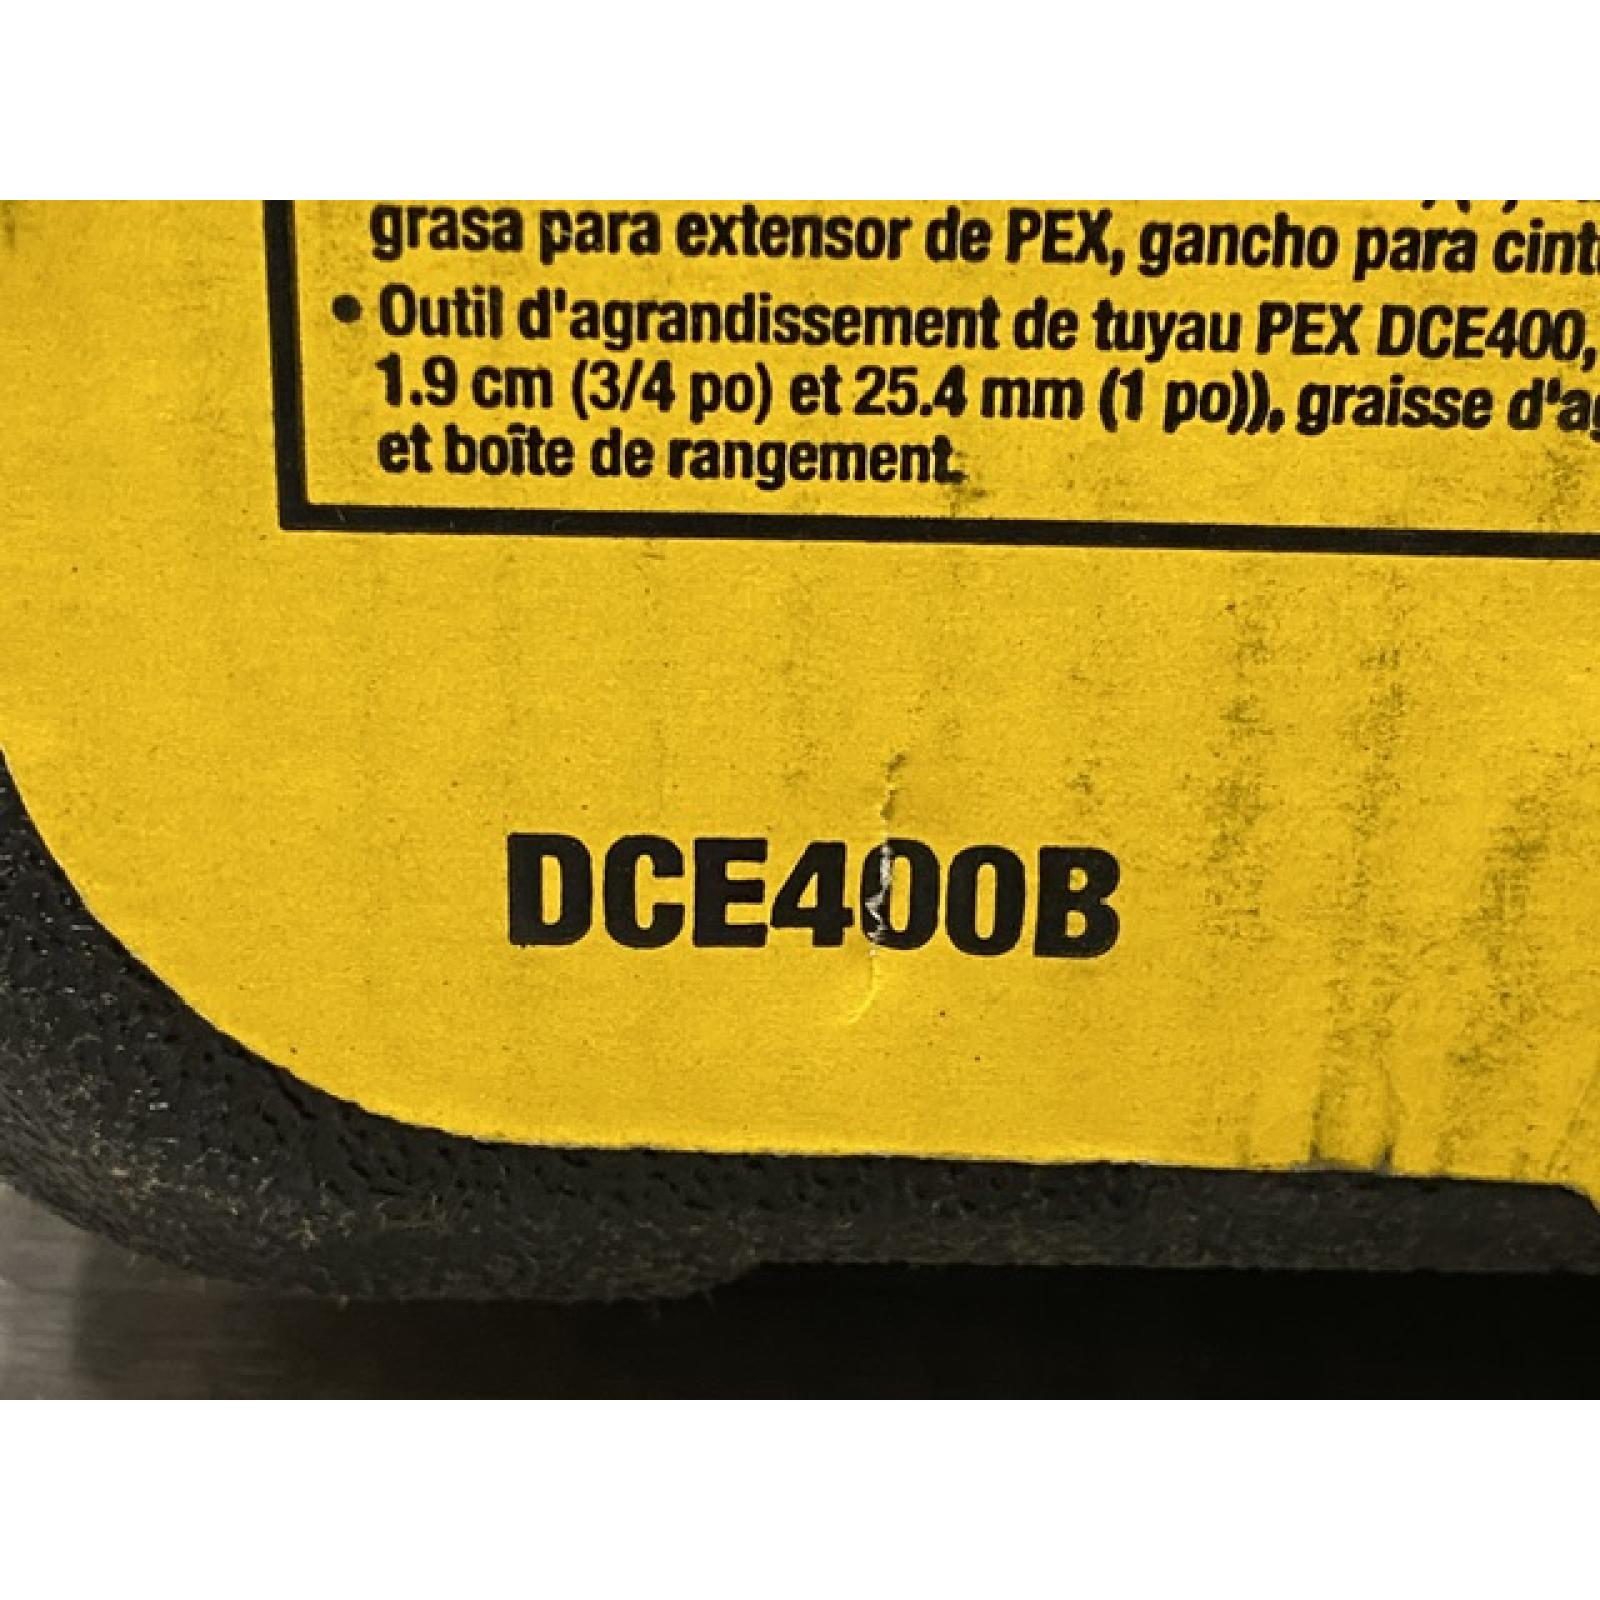 grasa para extensor de PEX, gancho para
• Outil d'agrandissement de tuyau PEX DCE400,
1.9 cm (3/4 po) et 25.4 mm (1 po)), graisse
et boîte de rangement.
DCE400B